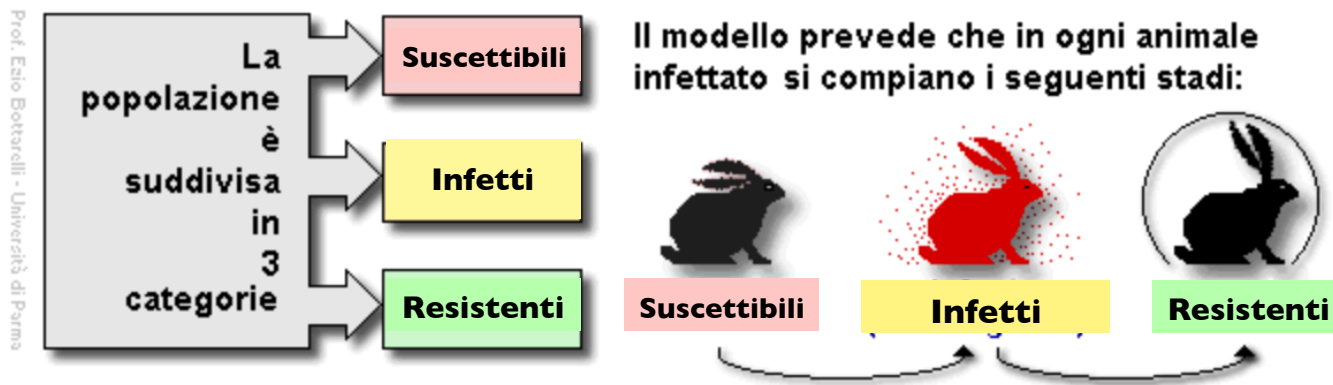 Prof. Ezio Bottarelli - Università di Parma
La
popolazione
è
suddivisa
in
3
categorie
Suscettibili
Infetti
Resistenti
Il modello prevede che in ogni animale
infettato si compiano i seguenti stadi:
Suscettibili
Infetti
Resistenti